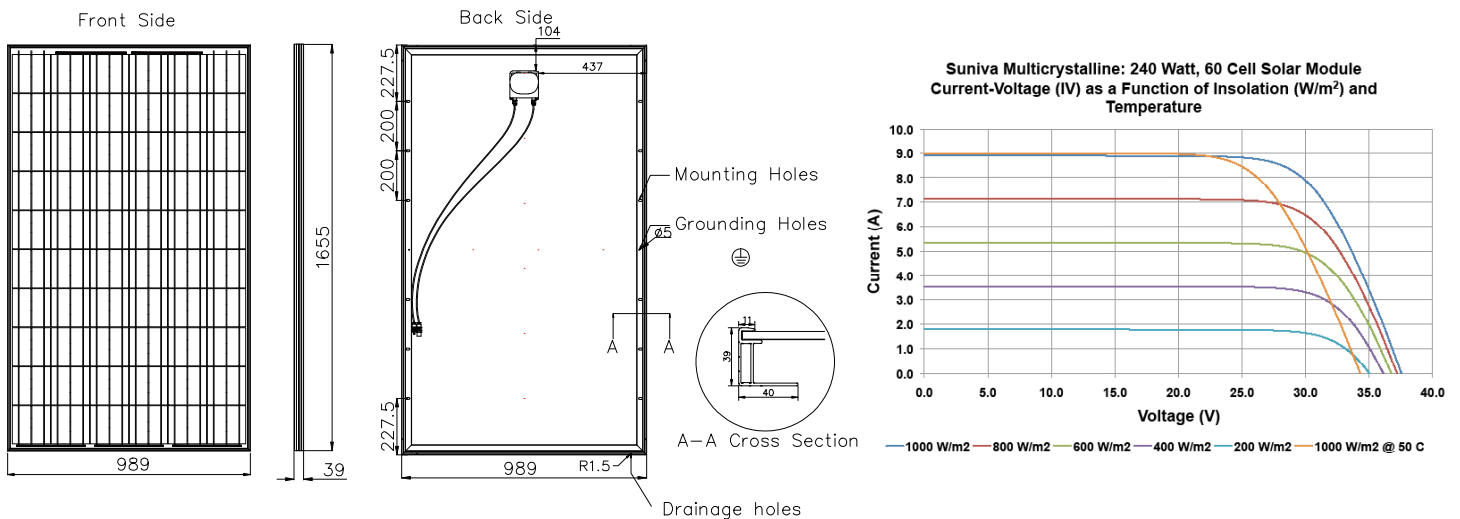 Front Side
989
1655
39
Back Side
104
437
227.5
200
200
227.5
Mounting Holes
Grounding Holes
ø5
A
A
11
39
40
A-A Cross Section
989
R1.5
Drainage holes
Suniva Multicrystalline: 240 Watt, 60 Cell Solar Module
Current-Voltage (IV) as a Function of Insolation (W/m²) and
Temperature
Current (A)
10.0
9.0
8.0
7.0
6.0
5.0
4.0
3.0
2.0
1.0
0.0
0.0 5.0 10.0 15.0 20.0 25.0 30.0 35.0 40.0
Voltage (V)
1000 W/m2 800 W/m2 600 W/m2 400 W/m2 200 W/m2 1000 W/m2 @ 50 C